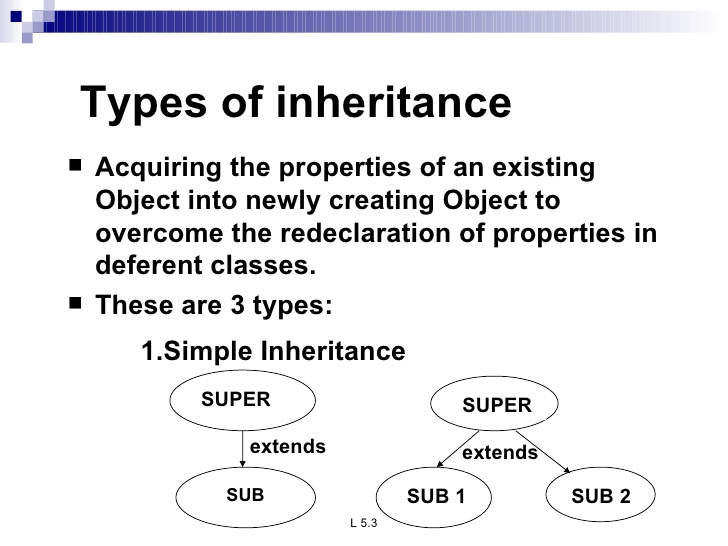 Types of inheritance
Acquiring the properties of an existing
Object into newly creating Object to
overcome the redeclaration of properties in
deferent classes.
These are 3 types:
1.Simple Inheritance
SUPER
SUPER
extends
extends
SUB
SUB 1
SUB 2
L 5.3